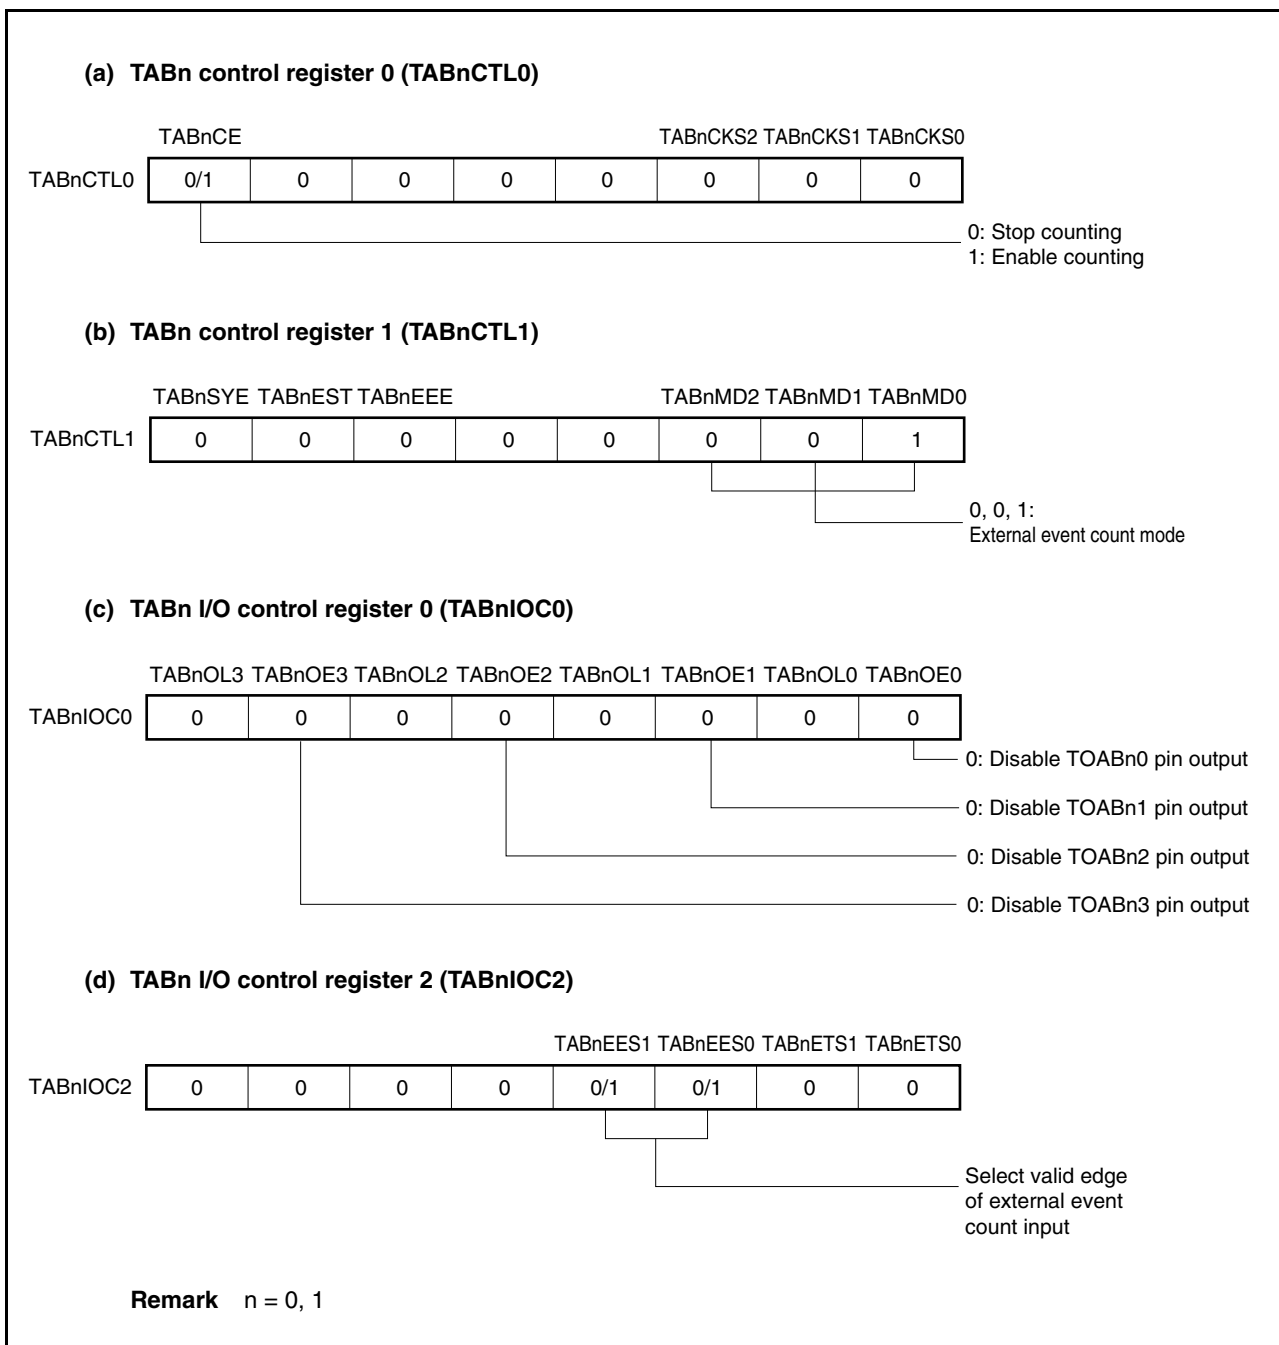 (a) TABn control register 0 (TABnCTL0)
TABnCE TABnCKS2 TABnCKS1 TABnCKS0
TABnCTL0 0/1 0 0 0 0 0 0 0
0: Stop counting
1: Enable counting
(b) TABn control register 1 (TABnCTL1)
TABnSYE TABnEST TABnEEE TABnMD2 TABnMD1 TABnMD0
TABnCTL1 0 0 0 0 0 0 0 1
0, 0, 1:
External event count mode
(c) TABn I/O control register 0 (TABnIOC0)
TABnOL3 TABnOE3 TABnOL2 TABnOE2 TABnOL1 TABnOE1 TABnOL0 TABnOE0
TABnIOC0 0 0 0 0 0 0 0 0
0: Disable TOABn0 pin output
0: Disable TOABn1 pin output
0: Disable TOABn2 pin output
0: Disable TOABn3 pin output
(d) TABn I/O control register 2 (TABnIOC2)
TABnEES1 TABnEES0 TABnETS1 TABnETS0
TABnIOC2 0 0 0 0 0/1 0/1 0 0
Select valid edge
of external event
count input
Remark n = 0, 1